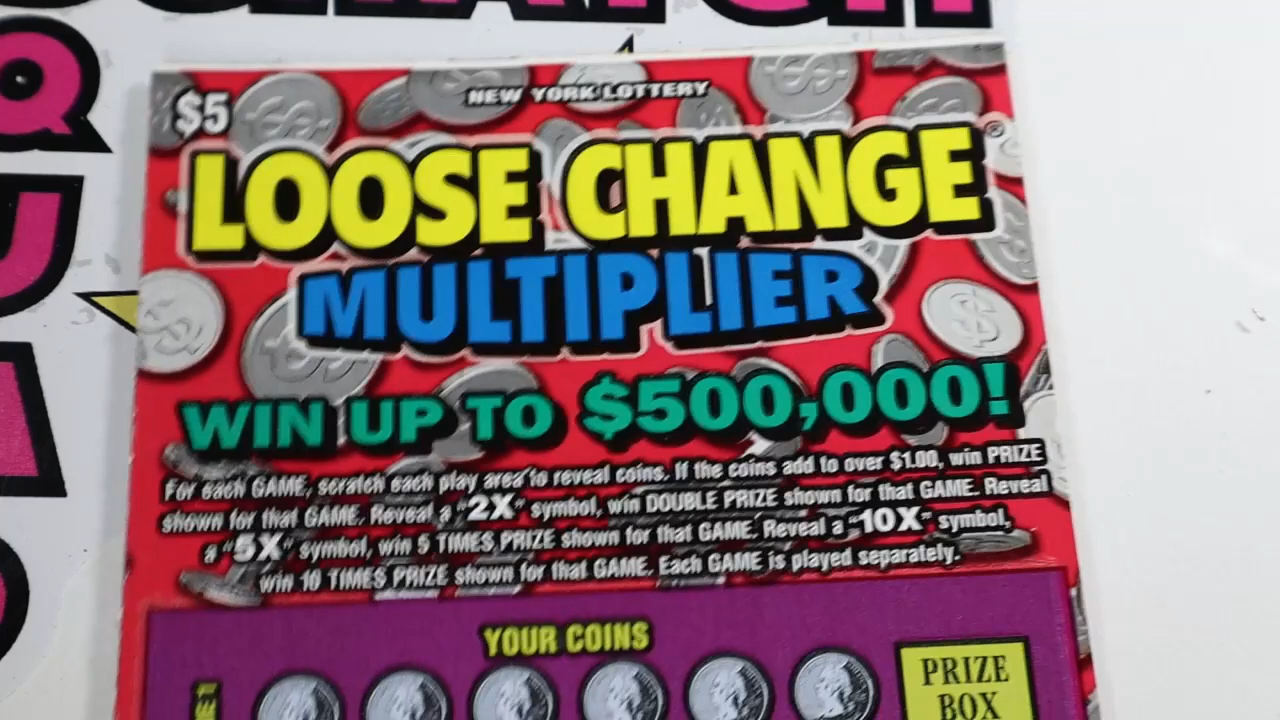 SCRATCH
NEW YORK LOTTERY
$5
LOOSE CHANGE®
MULTIPLIER
WIN UP TO $500,000!
For each GAME, scratch each play area to reveal coins. If the coins add to over $1.00, win PRIZE
shown for that GAME. Reveal a "2X" symbol, win DOUBLE PRIZE shown for that GAME. Reveal
a "5X" symbol, win 5 TIMES PRIZE shown for that GAME. Reveal a "10X" symbol,
win 10 TIMES PRIZE shown for that GAME. Each GAME is played separately.
YOUR COINS
PRIZE
BOX